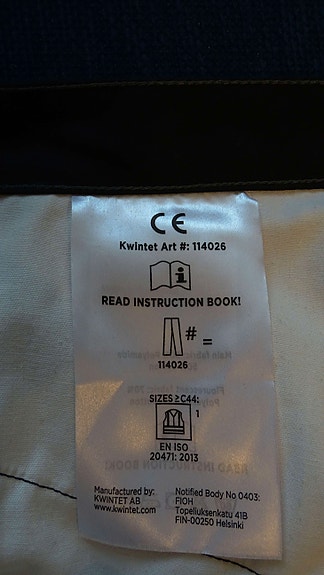 CE
Kwintet Art #: 114026
i
READ INSTRUCTION BOOK!
# =
114026
SIZES ≥C44:
1
EN ISO
20471: 2013
Manufactured by:
KWINTET AB
www.kwintet.com
Notified Body No 0403:
FIOH
Topeliuksenkatu 41B
FIN-00250 Helsinki